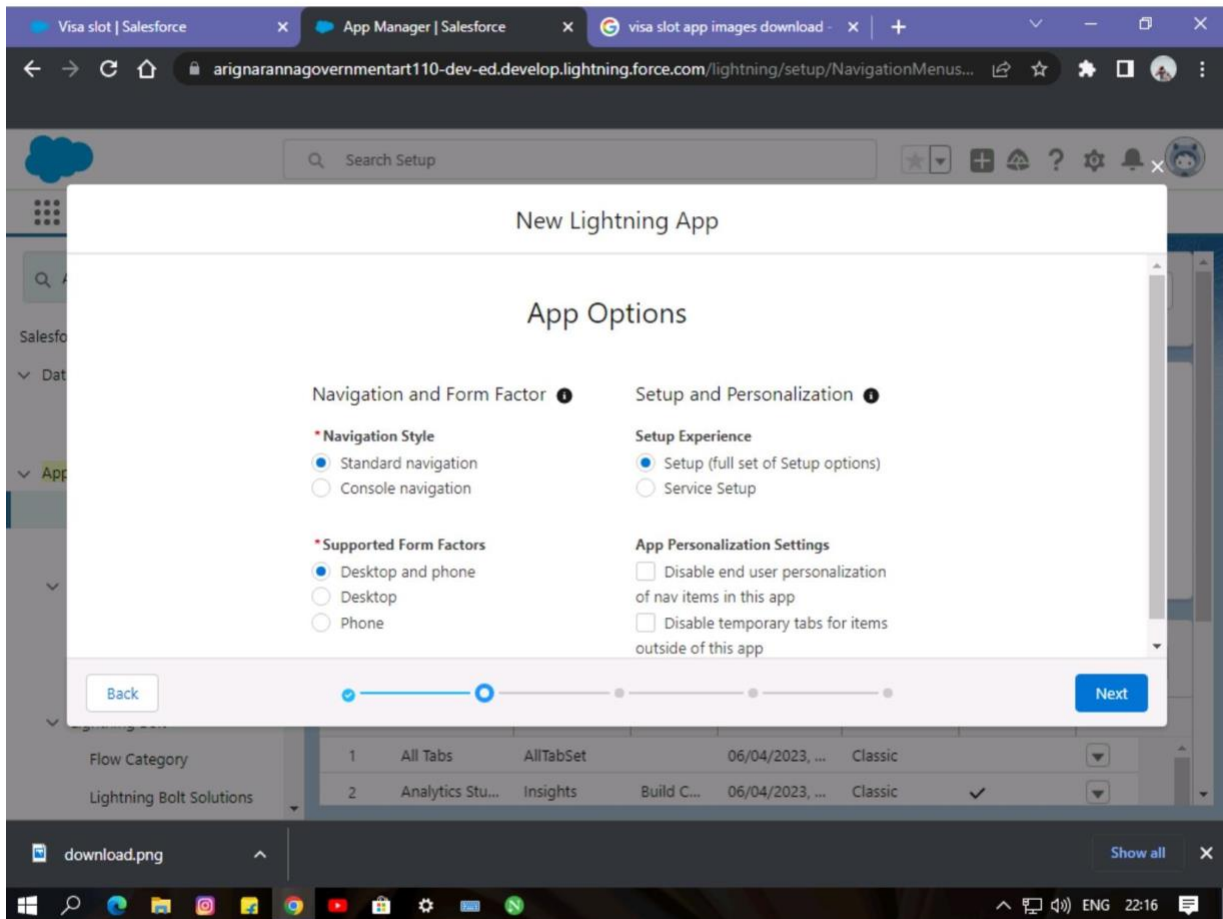 Visa slot | Salesforce
App Manager | Salesforce
visa slot app images download -
arignarannagovernmentart110-dev-ed.develop.lightning.force.com/lightning/setup/NavigationMenus...
Search Setup
New Lightning App
App Options
Salesfo
Dat
App
Navigation and Form Factor
*Navigation Style
Standard navigation
Console navigation
*Supported Form Factors
Desktop and phone
Desktop
Phone
Setup and Personalization
Setup Experience
Setup (full set of Setup options)
Service Setup
App Personalization Settings
Disable end user personalization
of nav items in this app
Disable temporary tabs for items
outside of this app
Back
Next
Flow Category
Lightning Bolt Solutions
1 All Tabs AllTabSet 06/04/2023, ... Classic
2 Analytics Stu... Insights Build C... 06/04/2023, ... Classic
download.png
Show all
ENG 22:16